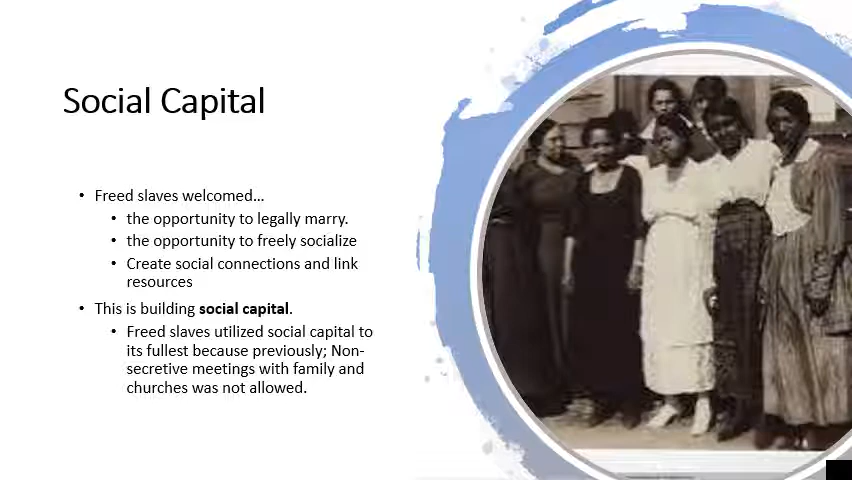 Social Capital
• Freed slaves welcomed…
• the opportunity to legally marry.
• the opportunity to freely socialize
• Create social connections and link
resources
• This is building social capital.
• Freed slaves utilized social capital to
its fullest because previously; Non-
secretive meetings with family and
churches was not allowed.